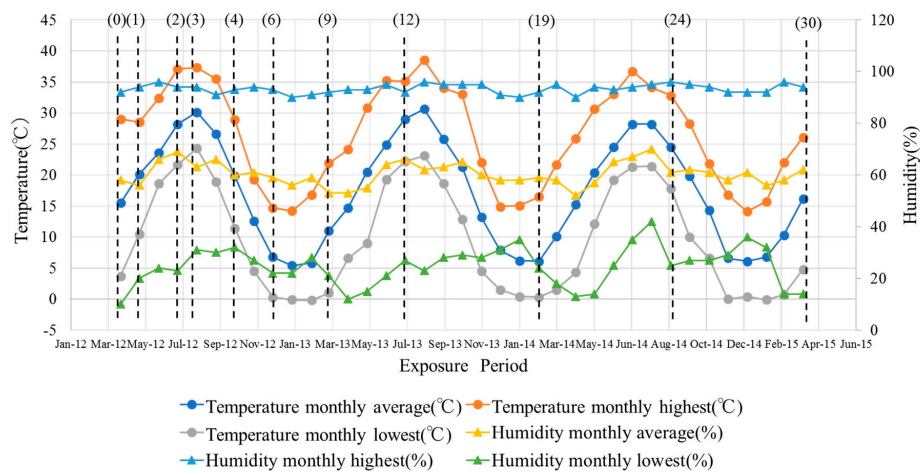 (0) (1) (2) (3) (4) (6) (9) (12) (19) (24) (30)
45 120
40
35 100
30
25 80
20 60
15
10 40
5
0 20
-5 0
Temperature(℃)
Humidity(%)
Jan-12 Mar-12 May-12 Jul-12 Sep-12 Nov-12 Jan-13 Mar-13 May-13 Jul-13 Sep-13 Nov-13 Jan-14 Mar-14 May-14 Jun-14 Aug-14 Oct-14 Dec-14 Feb-15 Apr-15 Jun-15
Exposure Period
Temperature monthly average(℃) Temperature monthly highest(℃)
Temperature monthly lowest(℃) Humidity monthly average(%)
Humidity monthly highest(%) Humidity monthly lowest(%)